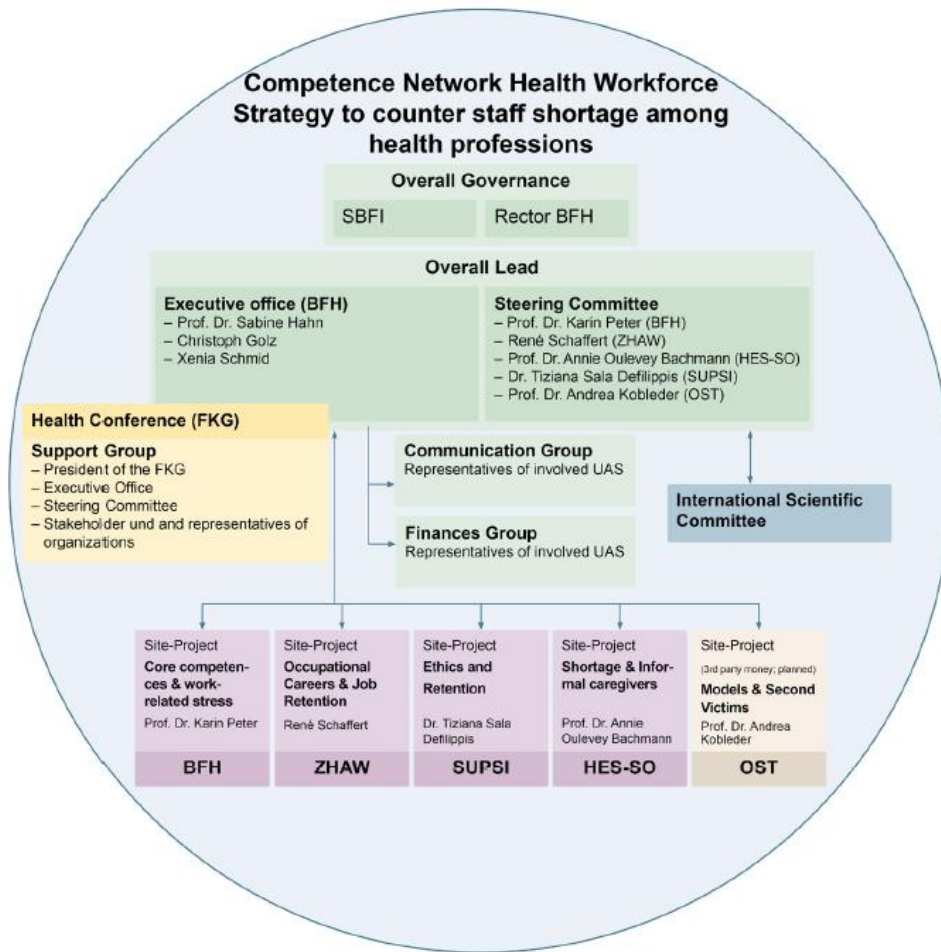 Competence Network Health Workforce
Strategy to counter staff shortage among
health professions
Overall Governance
SBFI
Rector BFH
Overall Lead
Executive office (BFH)
– Prof. Dr. Sabine Hahn
– Christoph Golz
– Xenia Schmid
Steering Committee
– Prof. Dr. Karin Peter (BFH)
– René Schaffert (ZHAW)
– Prof. Dr. Annie Oulevey Bachmann (HES-SO)
– Dr. Tiziana Sala Defilippis (SUPSI)
– Prof. Dr. Andrea Kobleder (OST)
Health Conference (FKG)
Support Group
– President of the FKG
– Executive Office
– Steering Committee
– Stakeholder und and representatives of
organizations
Communication Group
Representatives of involved UAS
Finances Group
Representatives of involved UAS
International Scientific
Committee
Site-Project
Core competen-
ces & work-
related stress
Prof. Dr. Karin Peter
BFH
Site-Project
Occupational
Careers & Job
Retention
René Schaffert
ZHAW
Site-Project
Ethics and
Retention
Dr. Tiziana Sala
Defilippis
SUPSI
Site-Project
Shortage & Infor-
mal caregivers
Prof. Dr. Annie
Oulevey Bachmann
HES-SO
Site-Project
(3rd party money; planned)
Models & Second
Victims
Prof. Dr. Andrea
Kobleder
OST